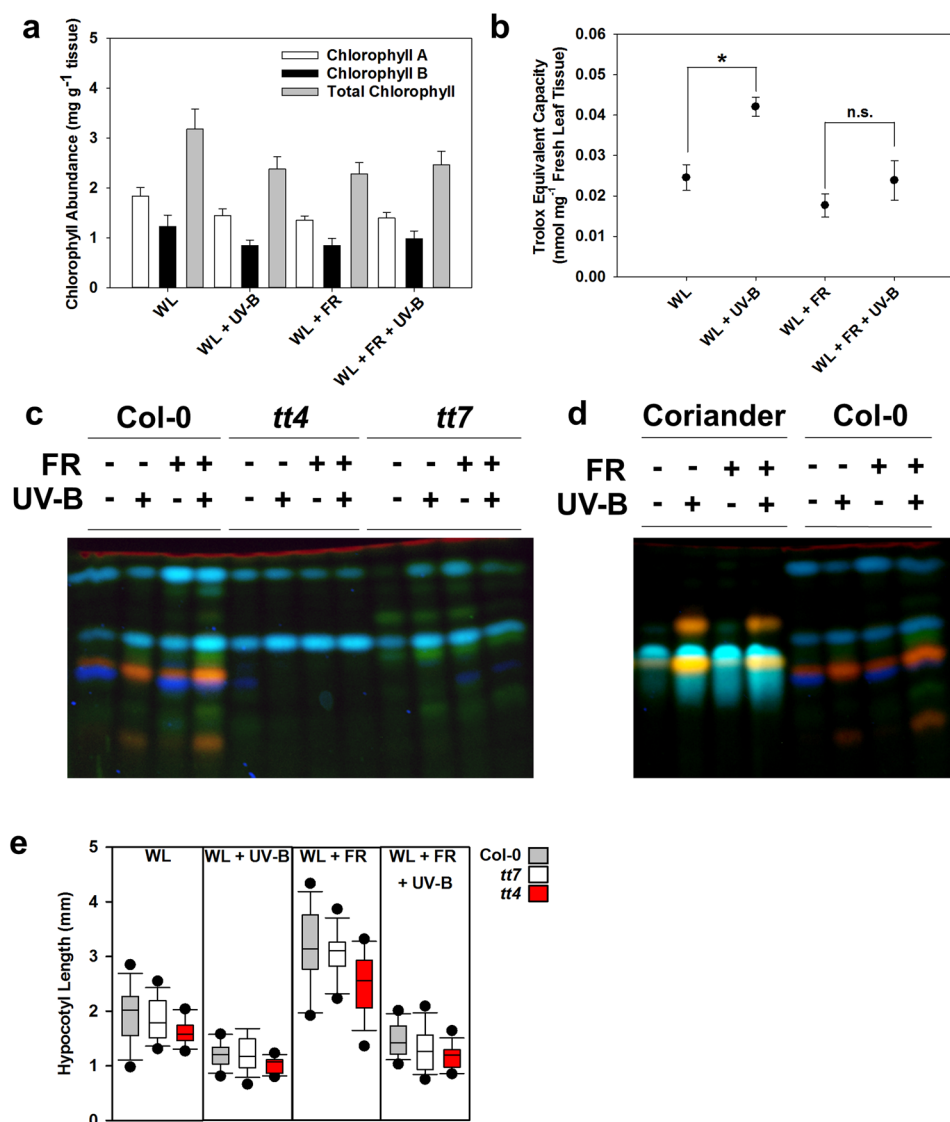 a
Chlorophyll Abundance (mg g⁻¹ tissue)
5
4
3
2
1
0
Chlorophyll A
Chlorophyll B
Total Chlorophyll
WL
WL + UV-B
WL + FR
WL + FR + UV-B
b
Trolox Equivalent Capacity
(nmol mg⁻¹ Fresh Leaf Tissue)
0.06
0.05
0.04
0.03
0.02
0.01
0.00
*
n.s.
WL
WL + UV-B
WL + FR
WL + FR + UV-B
c
Col-0 tt4 tt7
FR - - + + - - + + - - + +
UV-B - + - + - + - + - + - +
d
Coriander Col-0
FR - - + + - - + +
UV-B - + - + - + - +
e
Hypocotyl Length (mm)
5
4
3
2
1
0
WL
WL + UV-B
WL + FR
WL + FR
+ UV-B
Col-0
tt7
tt4